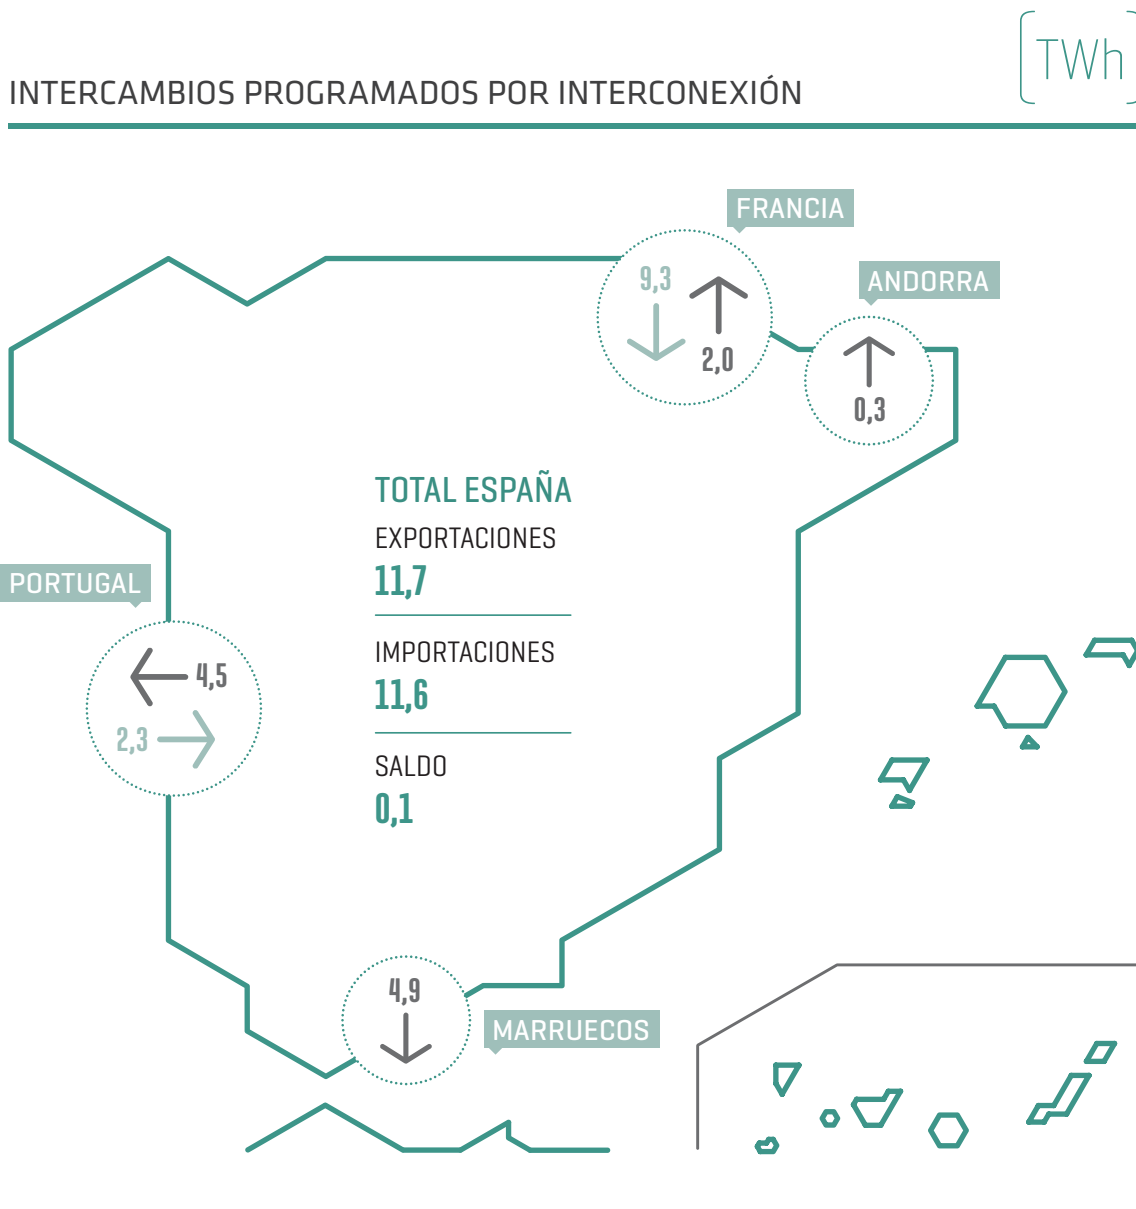 INTERCAMBIOS PROGRAMADOS POR INTERCONEXIÓN
TWh
FRANCIA
9,3
2,0
ANDORRA
0,3
TOTAL ESPAÑA
EXPORTACIONES
11,7
IMPORTACIONES
11,6
SALDO
0,1
PORTUGAL
4,5
2,3
4,9
MARRUECOS